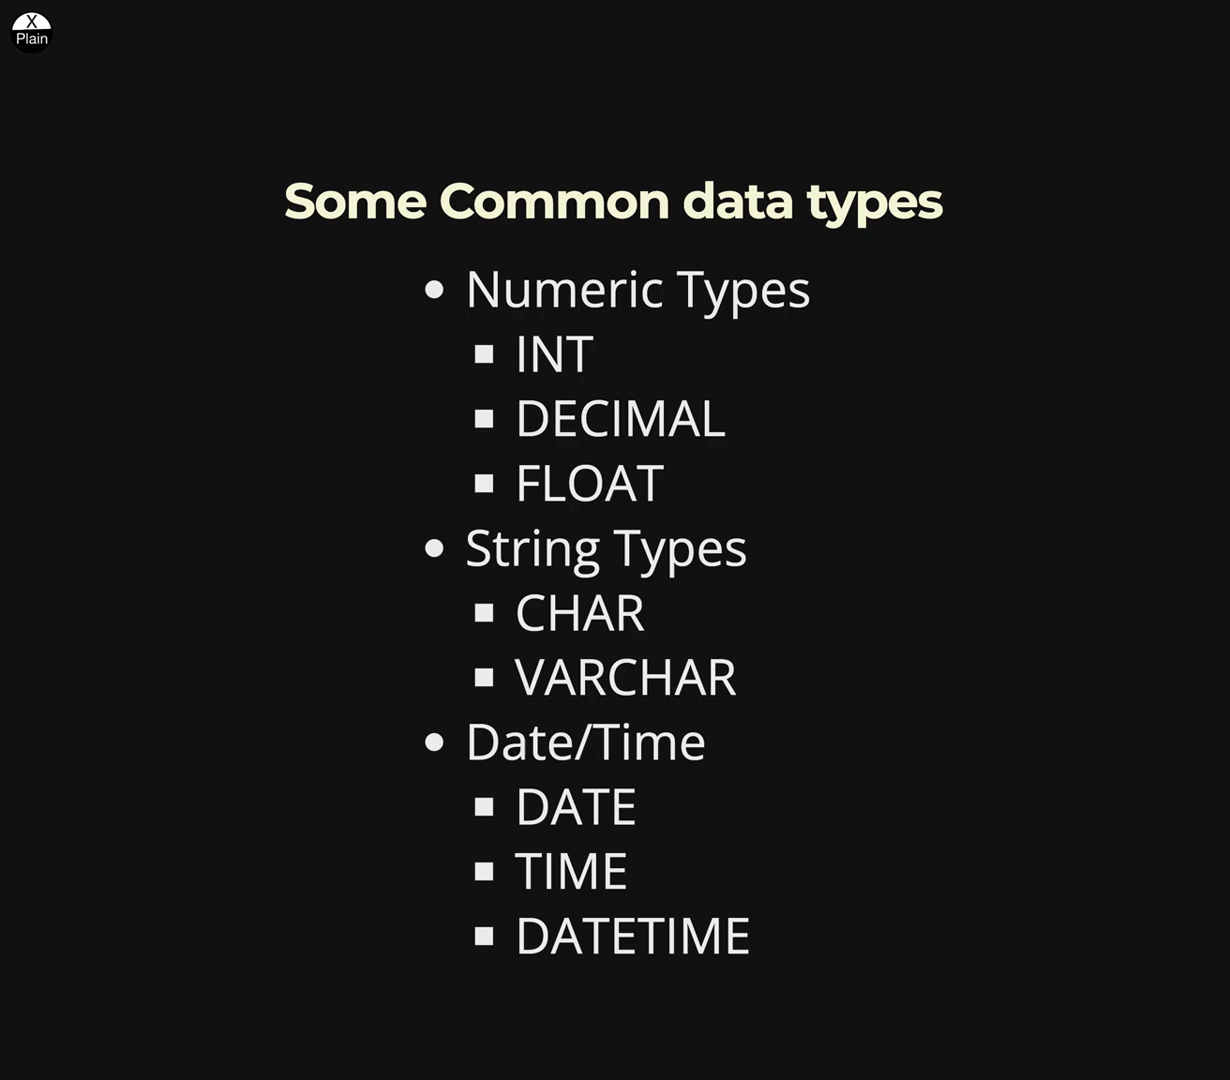 X
Plain
Some Common data types
Numeric Types
INT
DECIMAL
FLOAT
String Types
CHAR
VARCHAR
Date/Time
DATE
TIME
DATETIME